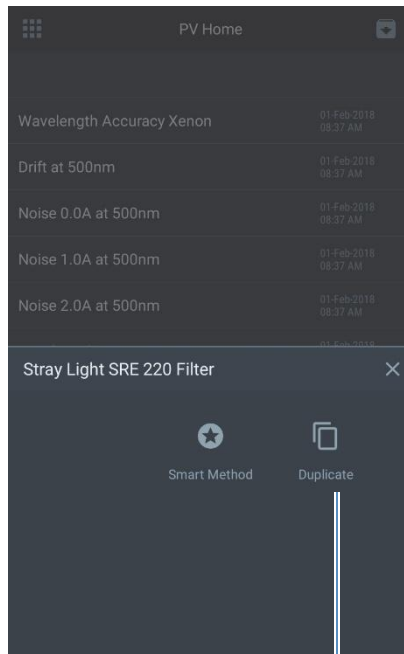 PV Home
Wavelength Accuracy Xenon
01-Feb-2018
08:37 AM
Drift at 500nm
01-Feb-2018
08:37 AM
Noise 0.0A at 500nm
01-Feb-2018
08:37 AM
Noise 1.0A at 500nm
01-Feb-2018
08:37 AM
Noise 2.0A at 500nm
01-Feb-2018
08:37 AM
01-Feb-2018
Stray Light SRE 220 Filter
Smart Method
Duplicate